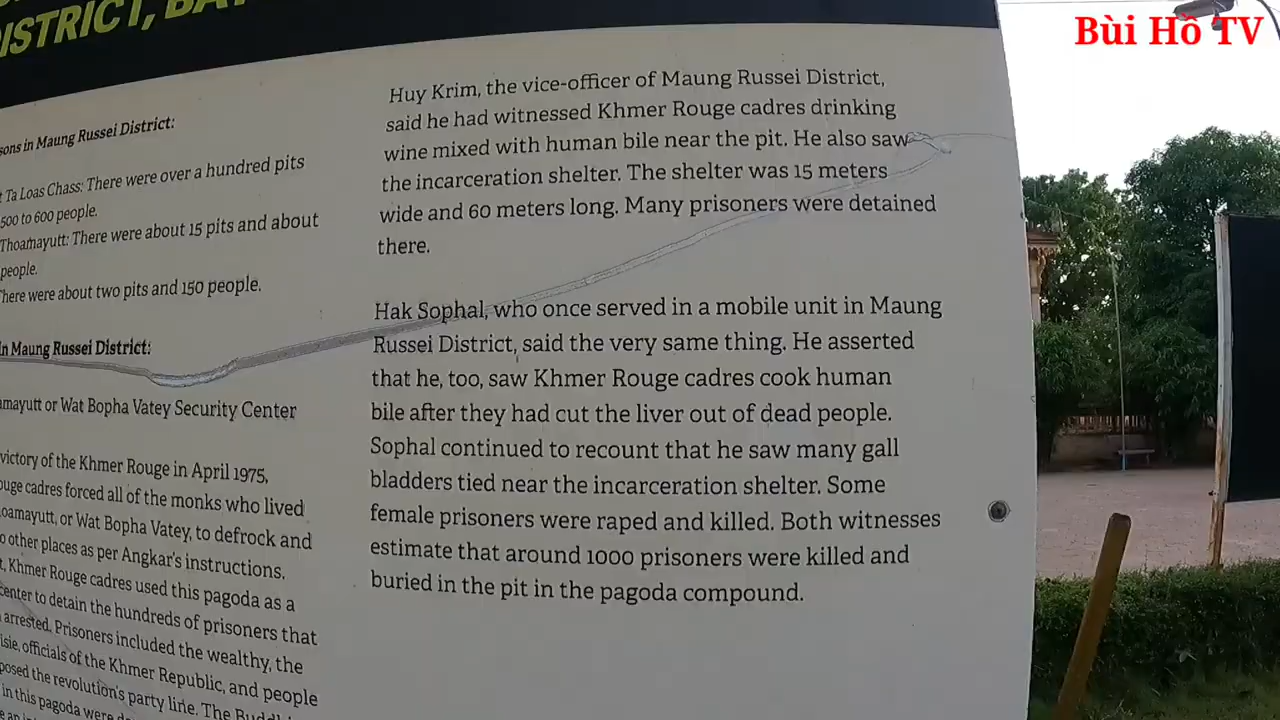 DISTRICT, BA
Bùi Hồ TV
in Maung Russei District:
Ta Loas Chass: There were over a hundred pits
500 to 600 people.
Thoamayutt: There were about 15 pits and about
people.
There were about two pits and 150 people.
in Maung Russei District:
or Wat Bopha Vatey Security Center
victory of the Khmer Rouge in April 1975,
cadres forced all of the monks who lived
or Wat Bopha Vatey, to defrock and
other places as per Angkar's instructions.
Khmer Rouge cadres used this pagoda as a
center to detain the hundreds of prisoners that
arrested. Prisoners included the wealthy, the
officials of the Khmer Republic, and people
the revolution's party line. The
in this pagoda were
Huy Krim, the vice-officer of Maung Russei District,
said he had witnessed Khmer Rouge cadres drinking
wine mixed with human bile near the pit. He also saw
the incarceration shelter. The shelter was 15 meters
wide and 60 meters long. Many prisoners were detained
there.
Hak Sophal, who once served in a mobile unit in Maung
Russei District, said the very same thing. He asserted
that he, too, saw Khmer Rouge cadres cook human
bile after they had cut the liver out of dead people.
Sophal continued to recount that he saw many gall
bladders tied near the incarceration shelter. Some
female prisoners were raped and killed. Both witnesses
estimate that around 1000 prisoners were killed and
buried in the pit in the pagoda compound.